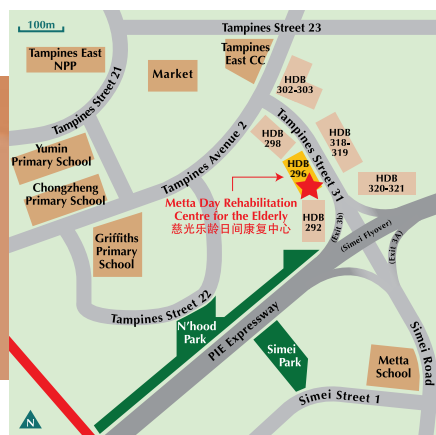 100m
Tampines Street 23
Tampines East
NPP
Market
Tampines
East CC
HDB
302-303
Tampines Street 21
Tampines Avenue 2
HDB
298
Tampines Street 31
HDB
318-
319
Yumin
Primary School
HDB
296
HDB
320-321
Chongzheng
Primary School
Metta Day Rehabilitation
Centre for the Elderly
慈光乐龄日间康复中心
HDB
292
(Exit 3b)
(Simei Flyover)
(Exit 3A)
Griffiths
Primary
School
Tampines Street 22
N'hood
Park
PIE Expressway
Simei
Park
Simei Road
Metta
School
Simei Street 1
N